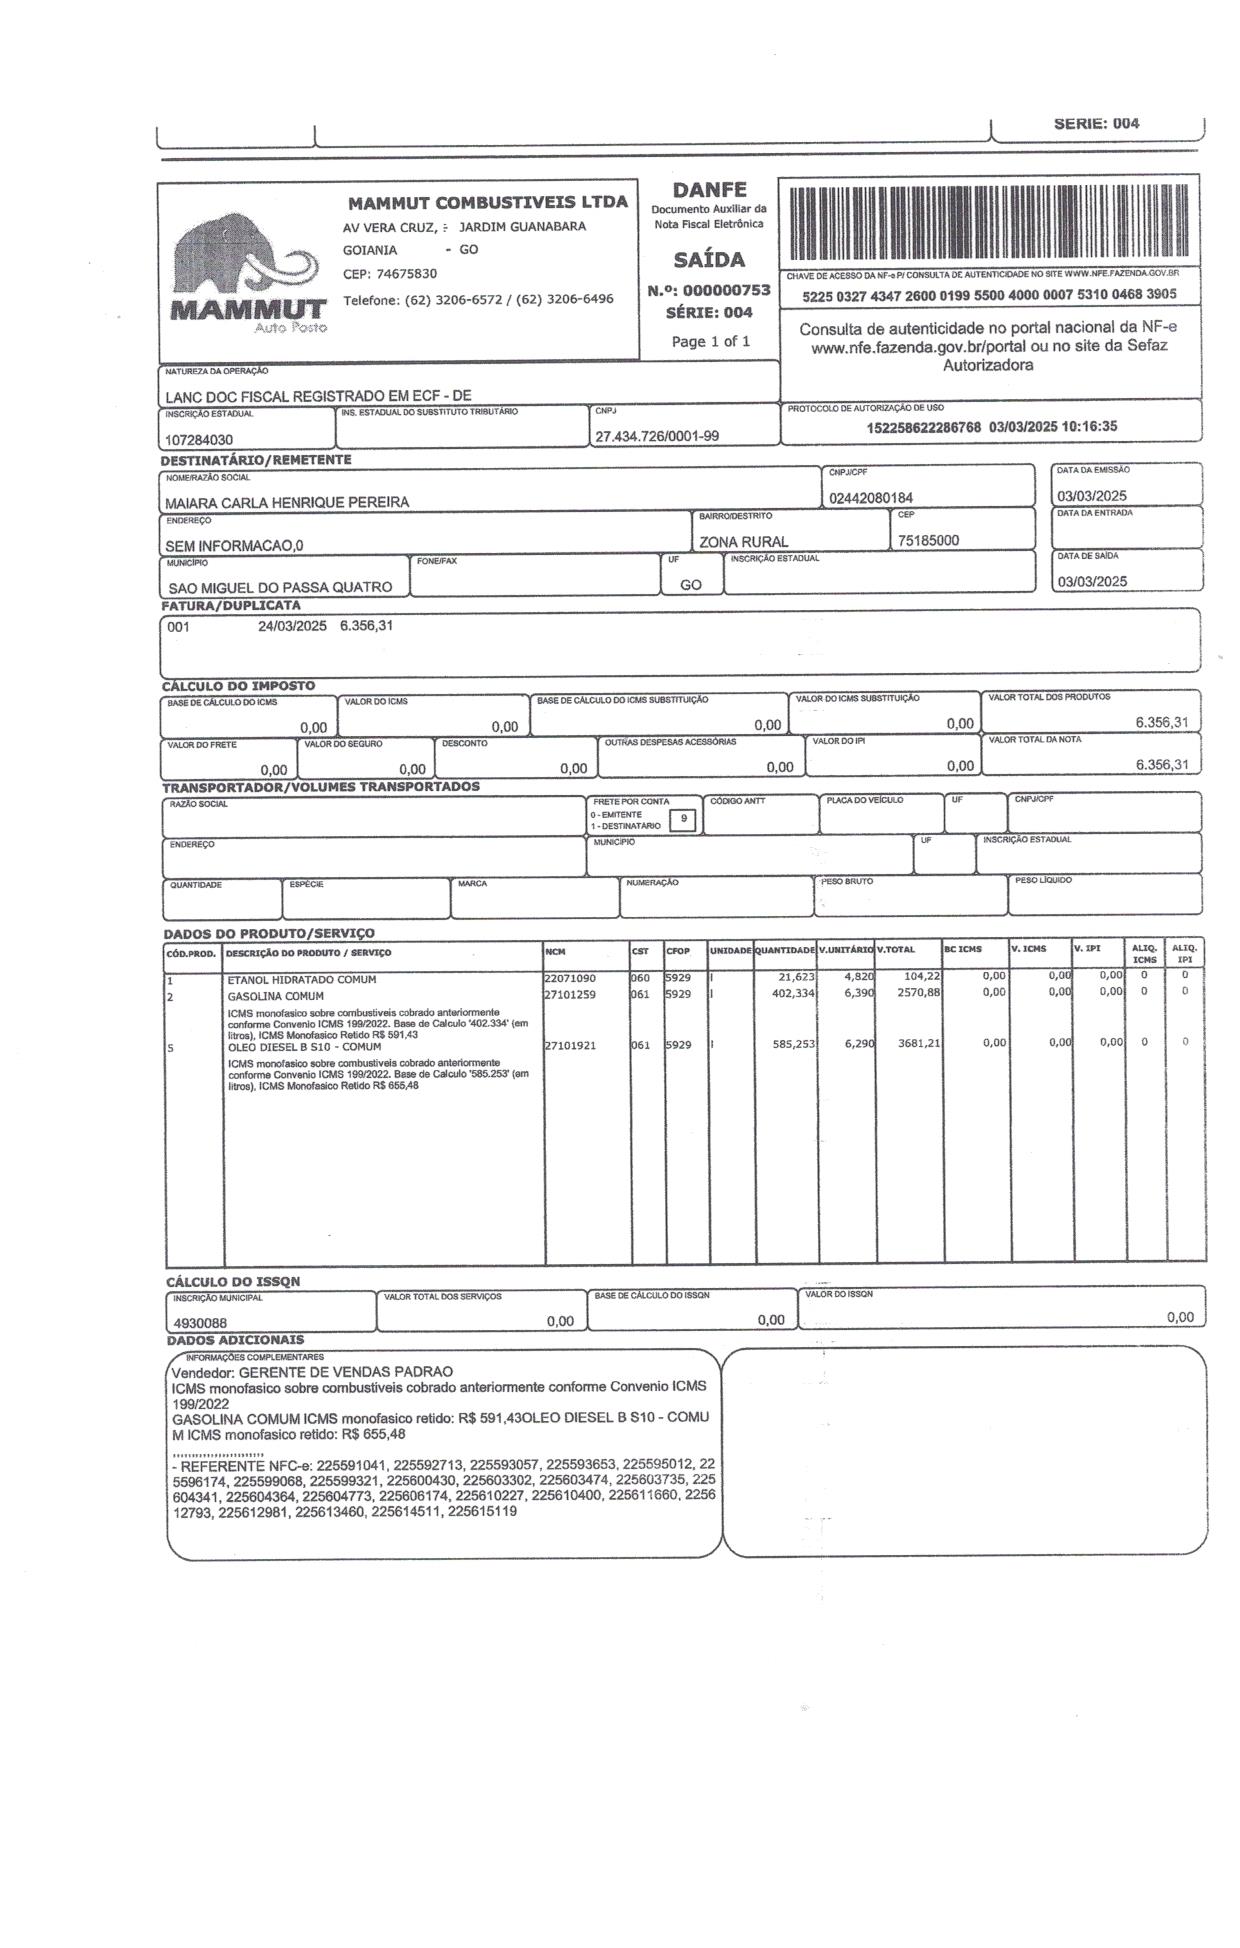 SERIE: 004
MAMMUT
Auto Posto
MAMMUT COMBUSTIVEIS LTDA
AV VERA CRUZ, - JARDIM GUANABARA
GOIANIA - GO
CEP: 74675830
Telefone: (62) 3206-6572 / (62) 3206-6496
DANFE
Documento Auxiliar da
Nota Fiscal Eletrônica
SAÍDA
N.º: 000000753
SÉRIE: 004
Page 1 of 1
CHAVE DE ACESSO DA NF-e P/ CONSULTA DE AUTENTICIDADE NO SITE WWW.NFE.FAZENDA.GOV.BR
5225 0327 4347 2600 0199 5500 4000 0007 5310 0468 3905
Consulta de autenticidade no portal nacional da NF-e
www.nfe.fazenda.gov.br/portal ou no site da Sefaz
Autorizadora
NATUREZA DA OPERAÇÃO
LANC DOC FISCAL REGISTRADO EM ECF - DE
INSCRIÇÃO ESTADUAL INS. ESTADUAL DO SUBSTITUTO TRIBUTÁRIO CNPJ PROTOCOLO DE AUTORIZAÇÃO DE USO
107284030 27.434.726/0001-99 152258622286768 03/03/2025 10:16:35
DESTINATÁRIO/REMETENTE
NOME/RAZÃO SOCIAL CNPJ/CPF DATA DA EMISSÃO
MAIARA CARLA HENRIQUE PEREIRA 02442080184 03/03/2025
ENDEREÇO BAIRRO/DESTRITO CEP DATA DA ENTRADA
SEM INFORMACAO,0 ZONA RURAL 75185000
MUNICÍPIO FONE/FAX UF INSCRIÇÃO ESTADUAL DATA DE SAÍDA
SAO MIGUEL DO PASSA QUATRO GO 03/03/2025
FATURA/DUPLICATA
001 24/03/2025 6.356,31
CÁLCULO DO IMPOSTO
BASE DE CÁLCULO DO ICMS VALOR DO ICMS BASE DE CÁLCULO DO ICMS SUBSTITUIÇÃO VALOR DO ICMS SUBSTITUIÇÃO VALOR TOTAL DOS PRODUTOS
0,00 0,00 0,00 0,00 6.356,31
VALOR DO FRETE VALOR DO SEGURO DESCONTO OUTRAS DESPESAS ACESSÓRIAS VALOR DO IPI VALOR TOTAL DA NOTA
0,00 0,00 0,00 0,00 0,00 6.356,31
TRANSPORTADOR/VOLUMES TRANSPORTADOS
RAZÃO SOCIAL FRETE POR CONTA CÓDIGO ANTT PLACA DO VEÍCULO UF CNPJ/CPF
0 - EMITENTE
1 - DESTINATÁRIO 9
ENDEREÇO MUNICÍPIO UF INSCRIÇÃO ESTADUAL
QUANTIDADE ESPÉCIE MARCA NUMERAÇÃO PESO BRUTO PESO LÍQUIDO
DADOS DO PRODUTO/SERVIÇO
CÓD.PROD. DESCRIÇÃO DO PRODUTO / SERVIÇO NCM CST CFOP UNIDADE QUANTIDADE V.UNITÁRIO V.TOTAL BC ICMS V. ICMS V. IPI ALIQ. ICMS ALIQ. IPI
1 ETANOL HIDRATADO COMUM 22071090 060 5929 l 21,623 4,820 104,22 0,00 0,00 0,00 0 0
2 GASOLINA COMUM 27101259 061 5929 l 402,334 6,390 2570,88 0,00 0,00 0,00 0 0
ICMS monofasico sobre combustiveis cobrado anteriormente
conforme Convenio ICMS 199/2022. Base de Calculo '402.334' (em
litros), ICMS Monofasico Retido R$ 591,43
5 OLEO DIESEL B S10 - COMUM 27101921 061 5929 l 585,253 6,290 3681,21 0,00 0,00 0,00 0 0
ICMS monofasico sobre combustiveis cobrado anteriormente
conforme Convenio ICMS 199/2022. Base de Calculo '585.253' (em
litros), ICMS Monofasico Retido R$ 655,48
CÁLCULO DO ISSQN
INSCRIÇÃO MUNICIPAL VALOR TOTAL DOS SERVIÇOS BASE DE CÁLCULO DO ISSQN VALOR DO ISSQN
4930088 0,00 0,00 0,00
DADOS ADICIONAIS
INFORMAÇÕES COMPLEMENTARES
Vendedor: GERENTE DE VENDAS PADRAO
ICMS monofasico sobre combustiveis cobrado anteriormente conforme Convenio ICMS
199/2022
GASOLINA COMUM ICMS monofasico retido: R$ 591,43OLEO DIESEL B S10 - COMU
M ICMS monofasico retido: R$ 655,48
- REFERENTE NFC-e: 225591041, 225592713, 225593057, 225593653, 225595012, 22
5596174, 225599068, 225599321, 225600430, 225603302, 225603474, 225603735, 225
604341, 225604364, 225604773, 225606174, 225610227, 225610400, 225611660, 2256
12793, 225612981, 225613460, 225614511, 225615119